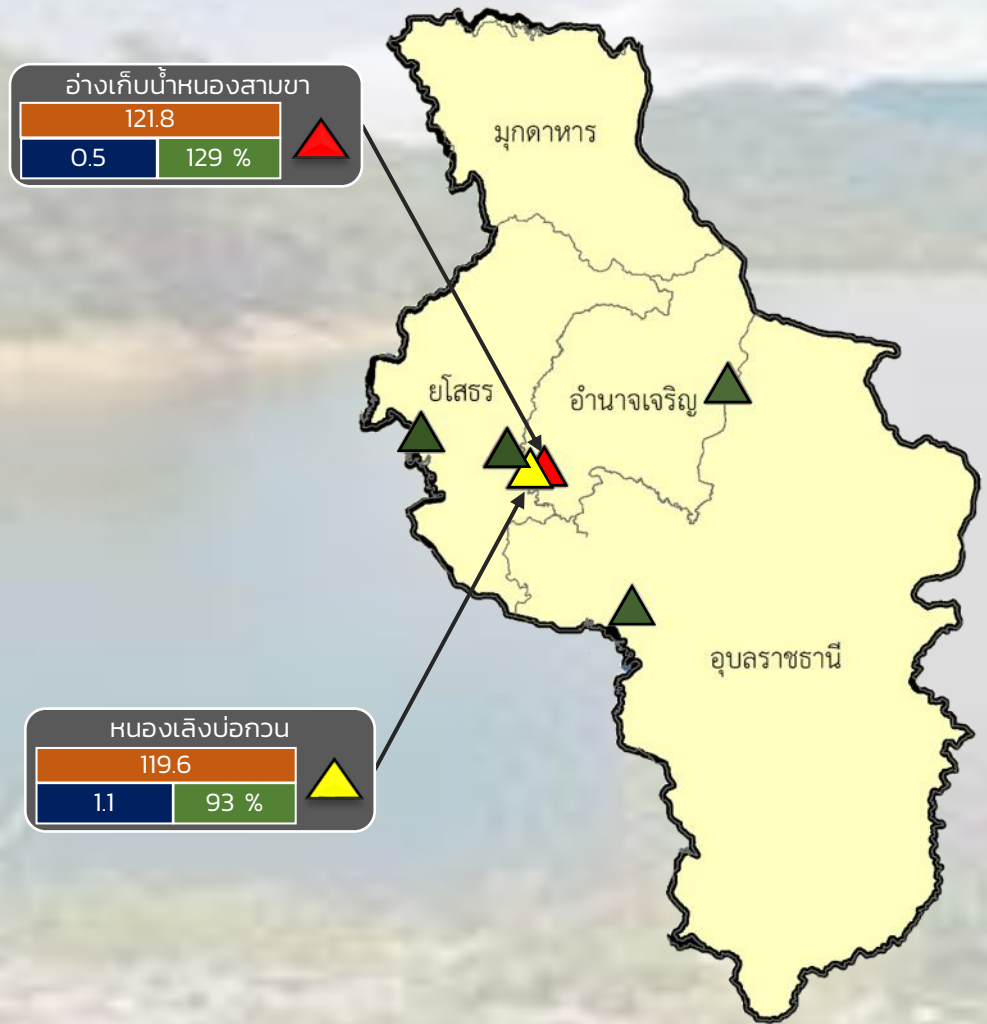 อ่างเก็บน้ำหนองสามขา
121.8
0.5 129 %
มุกดาหาร
ยโสธร
อำนาจเจริญ
อุบลราชธานี
หนองเลิงบ่อกวน
119.6
1.1 93 %